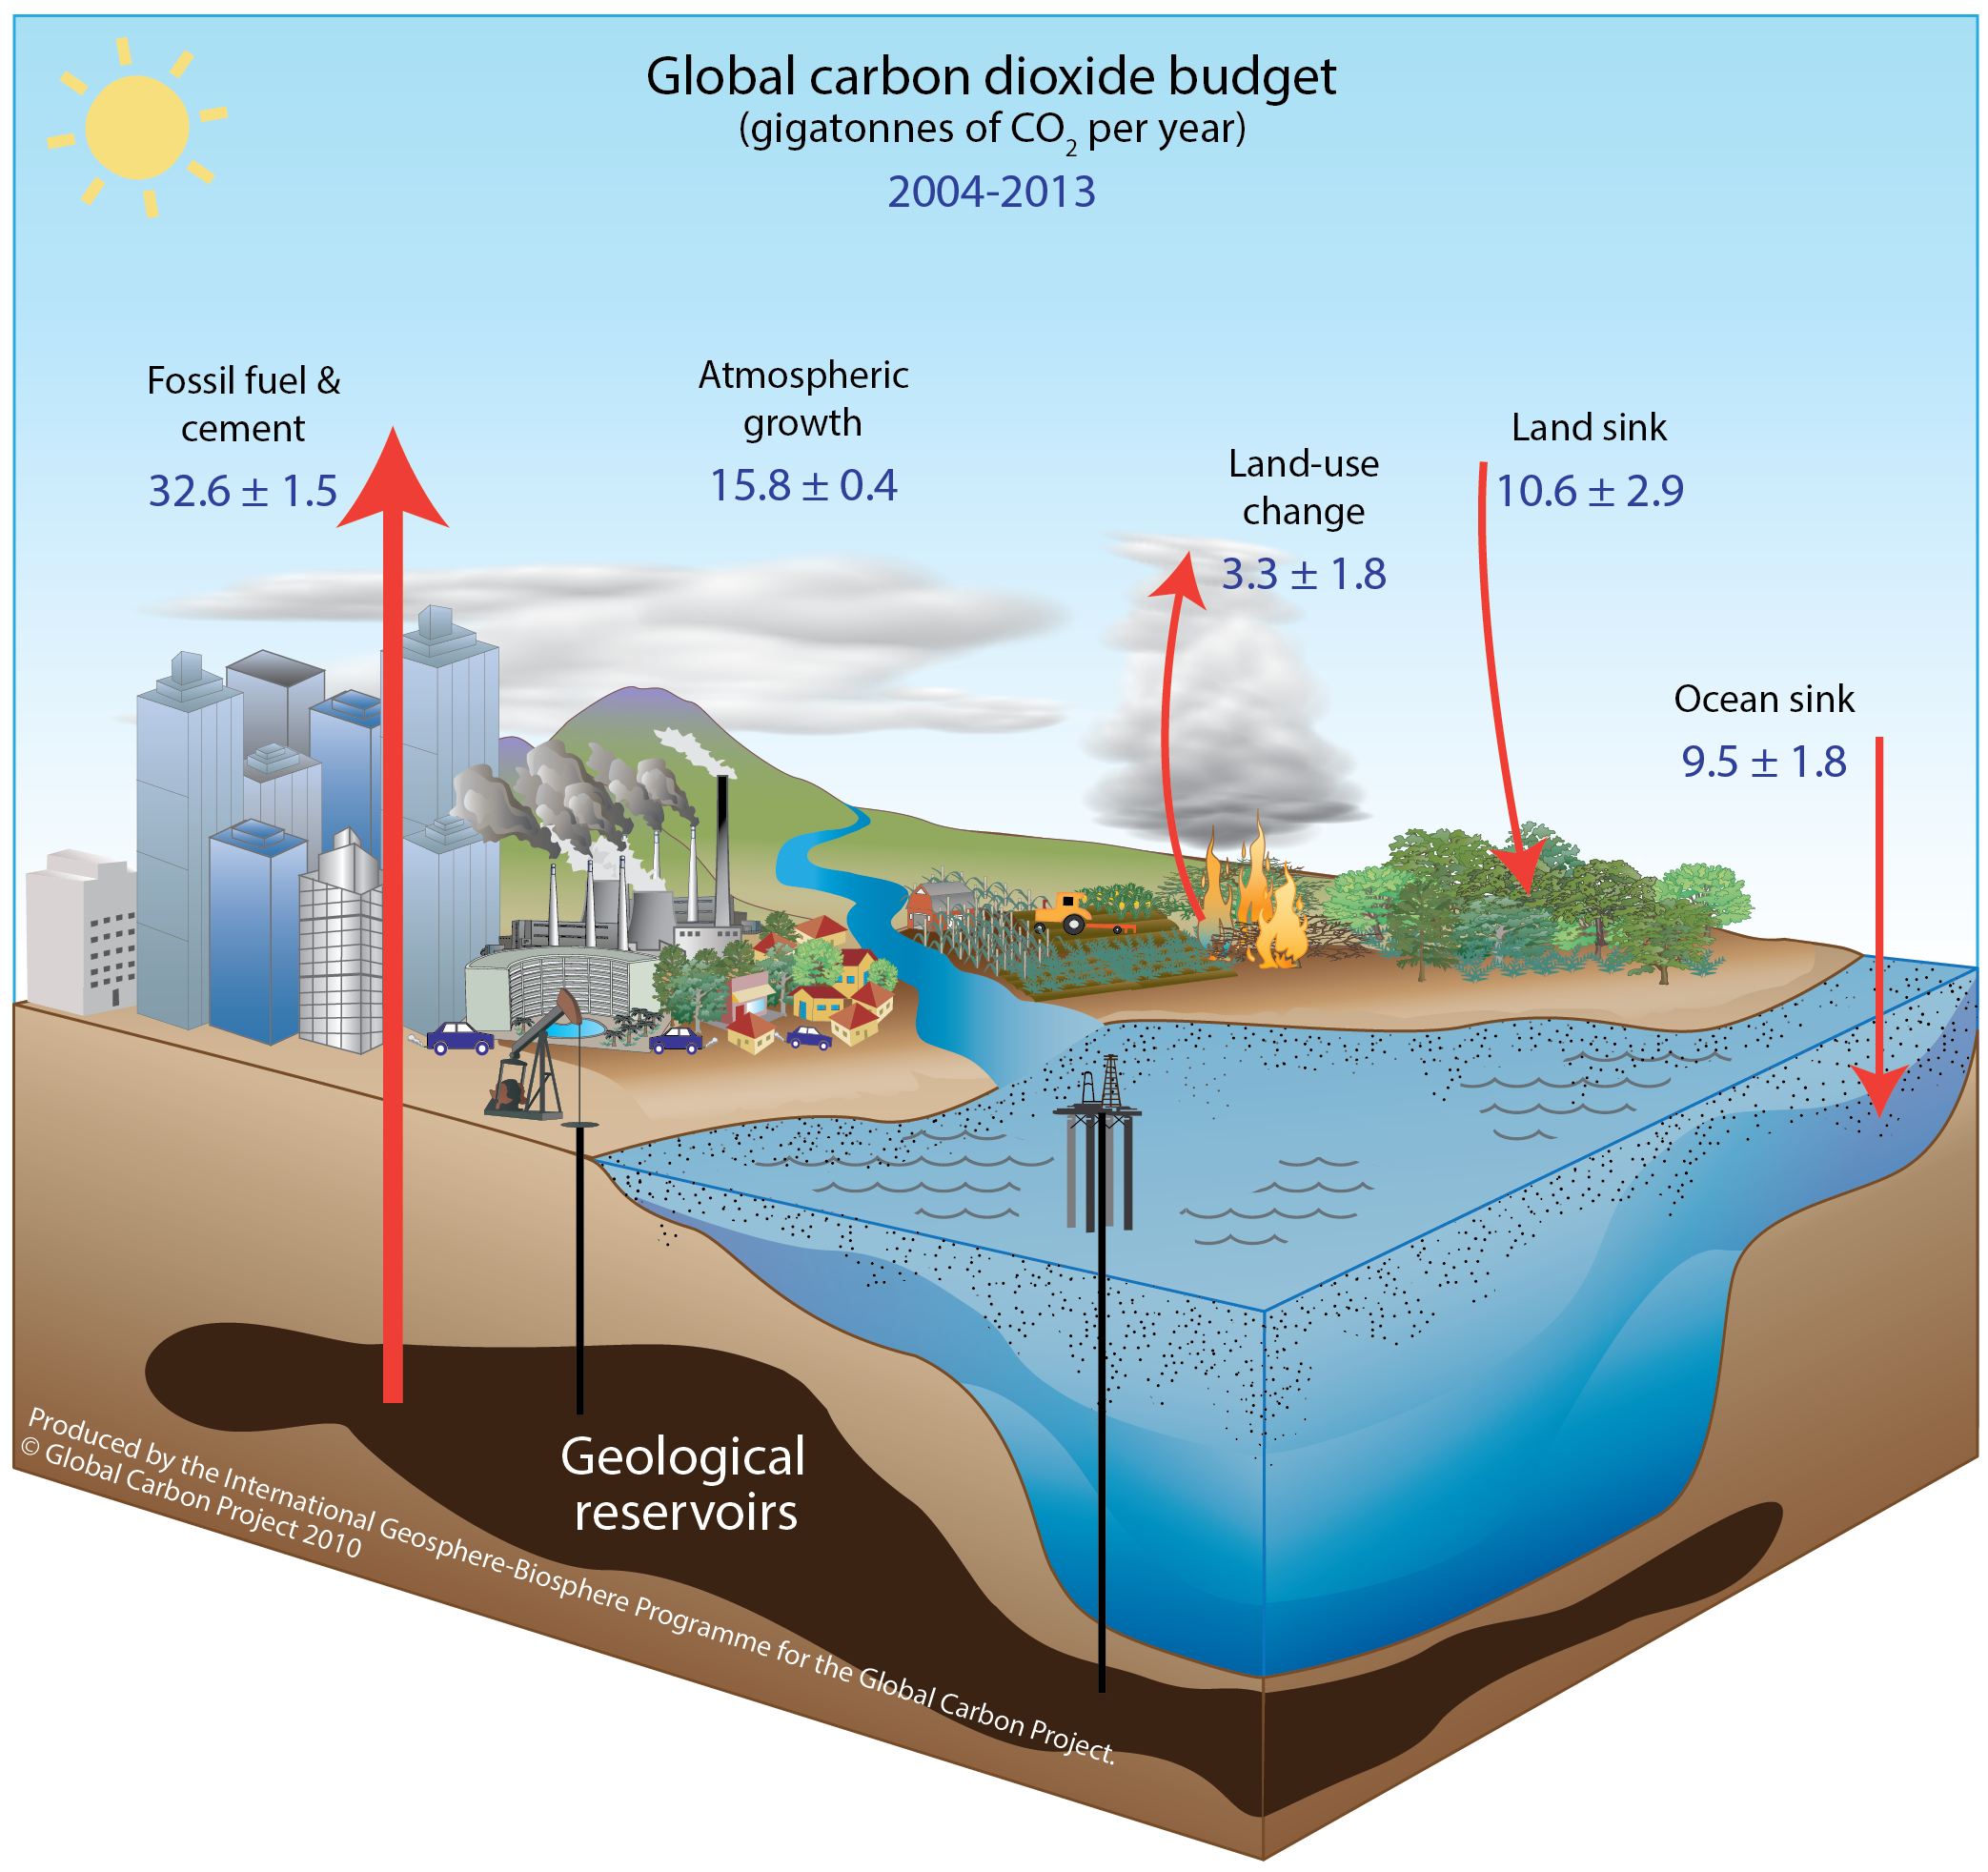 Global carbon dioxide budget
(gigatonnes of CO₂ per year)
2004-2013
Fossil fuel &
cement
32.6 ± 1.5
Atmospheric
growth
15.8 ± 0.4
Land-use
change
3.3 ± 1.8
Land sink
10.6 ± 2.9
Ocean sink
9.5 ± 1.8
Geological
reservoirs
Produced by the International Geosphere-Biosphere Programme for the Global Carbon Project.
© Global Carbon Project 2010